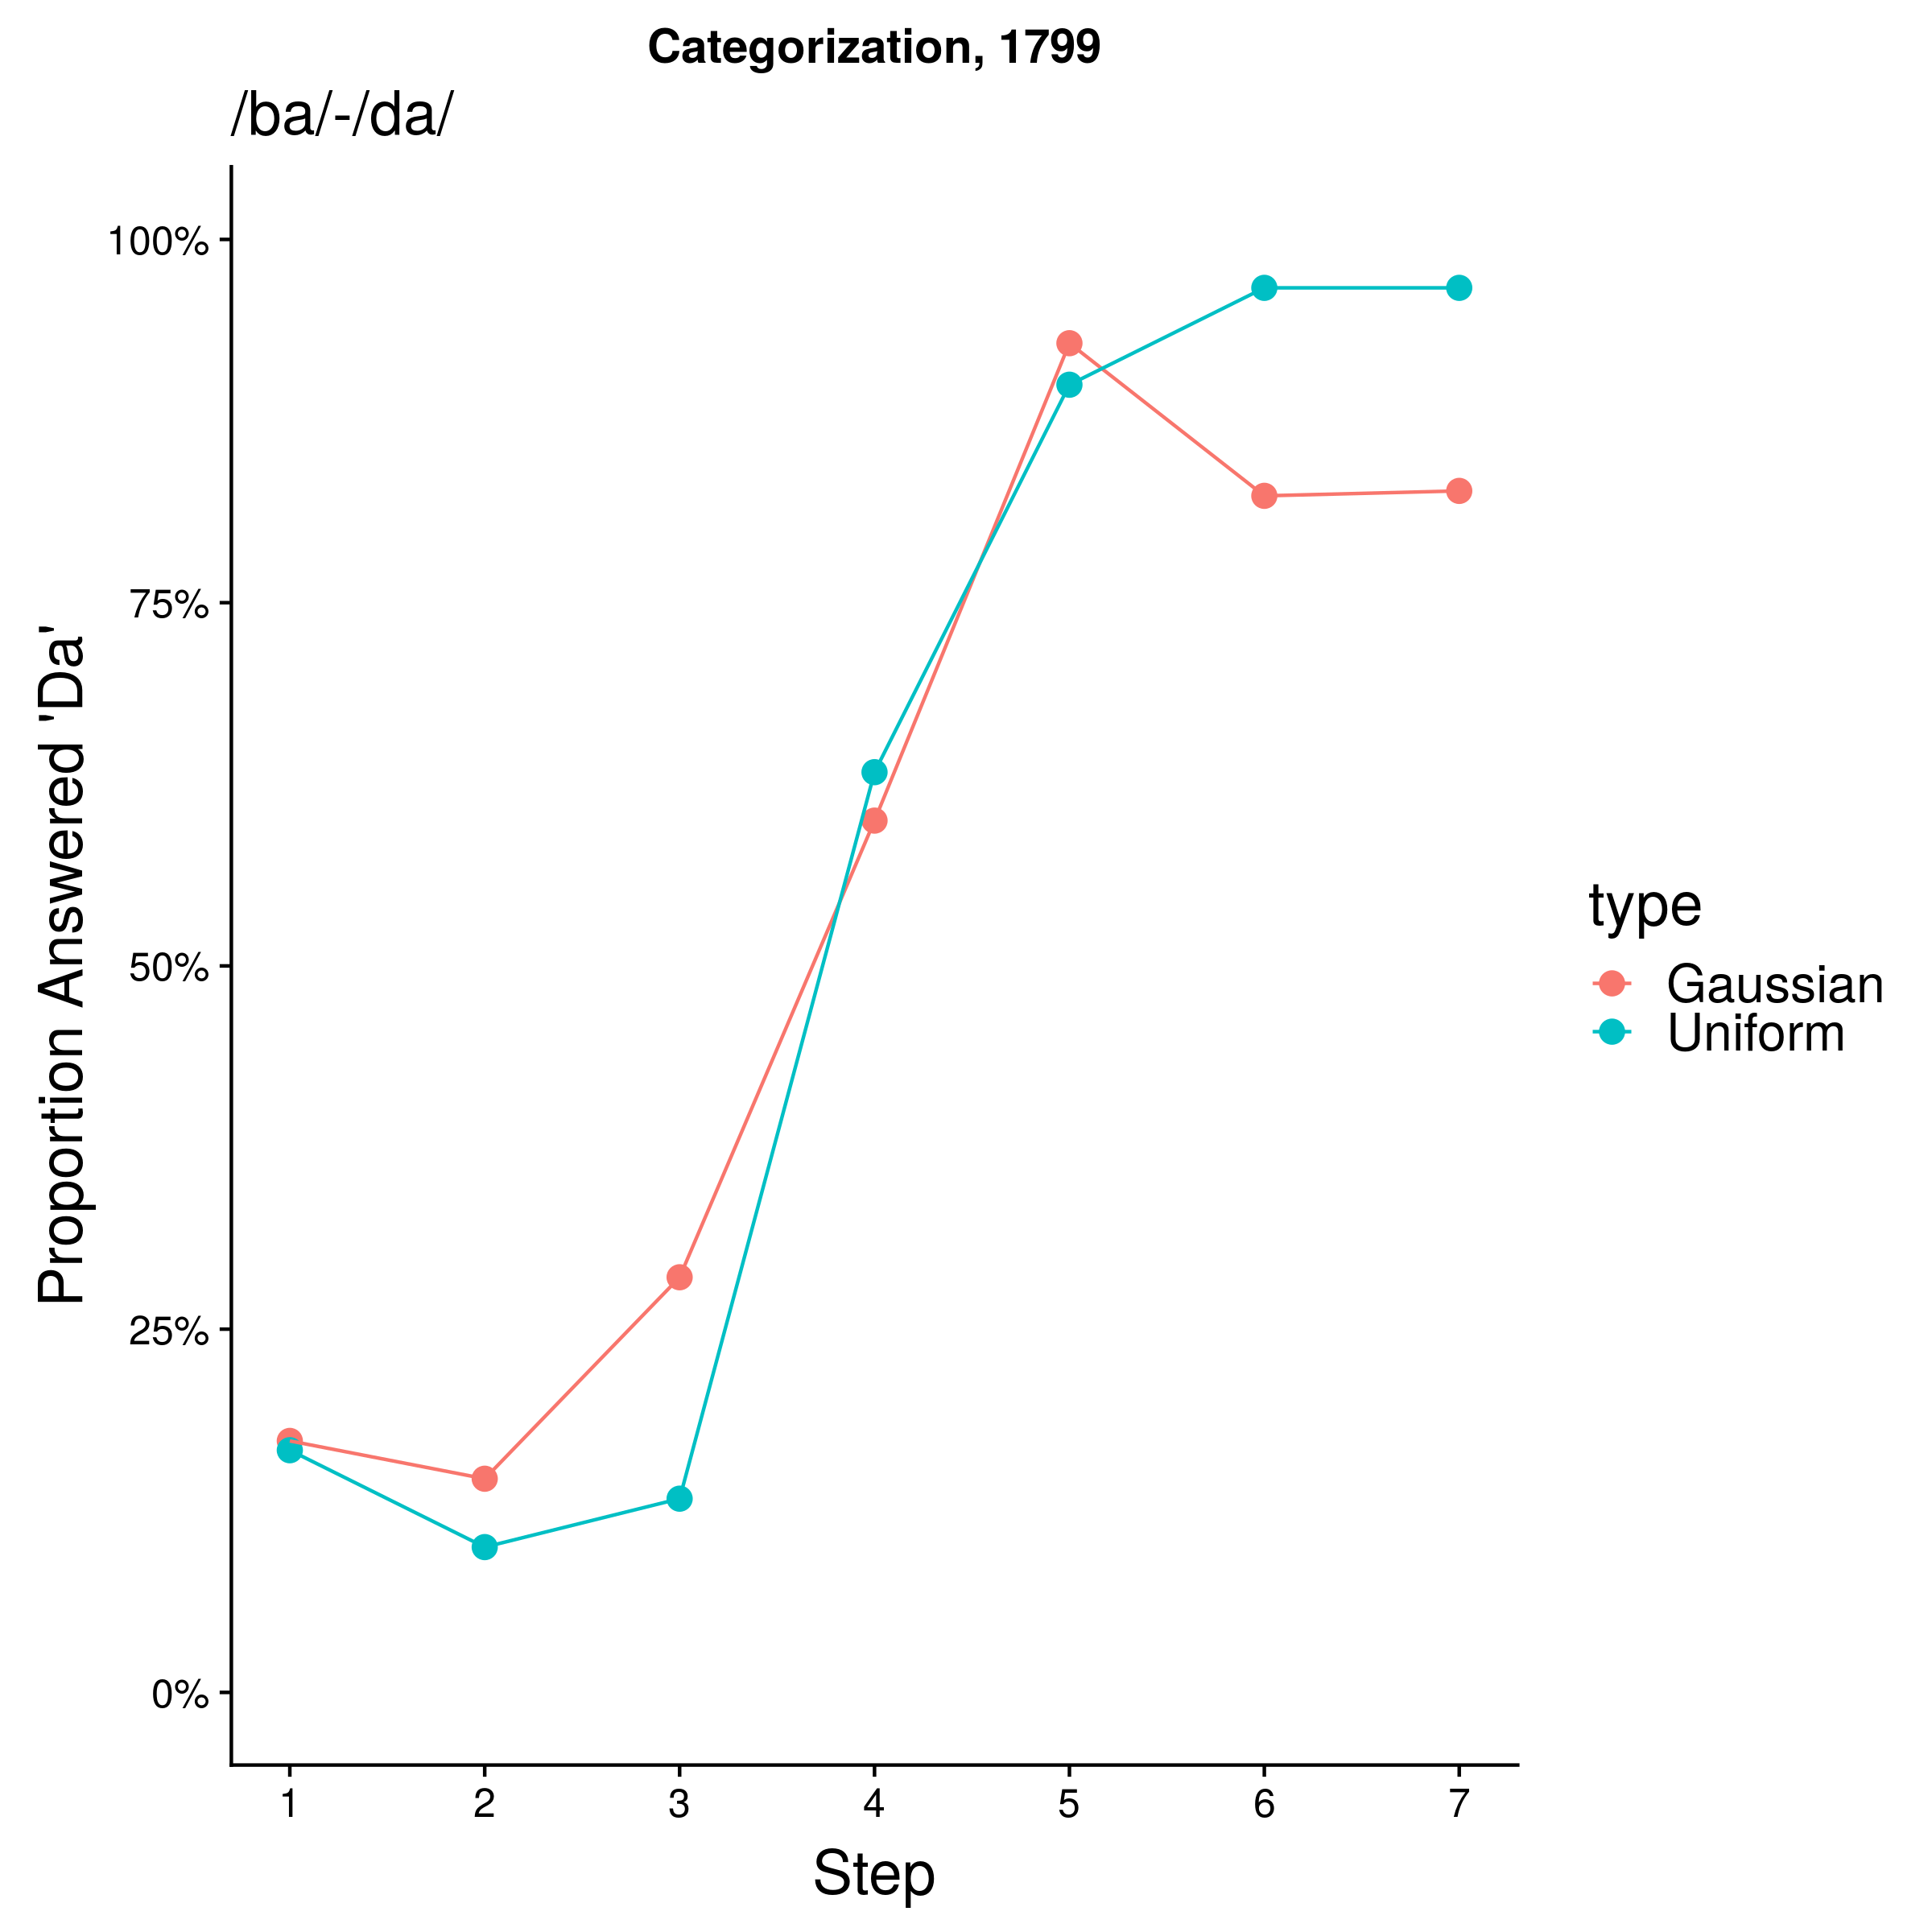 Categorization, 1799
/ba/-/da/
Proportion Answered 'Da'
100%
75%
50%
25%
0%
1 2 3 4 5 6 7
Step
type
Gaussian
Uniform